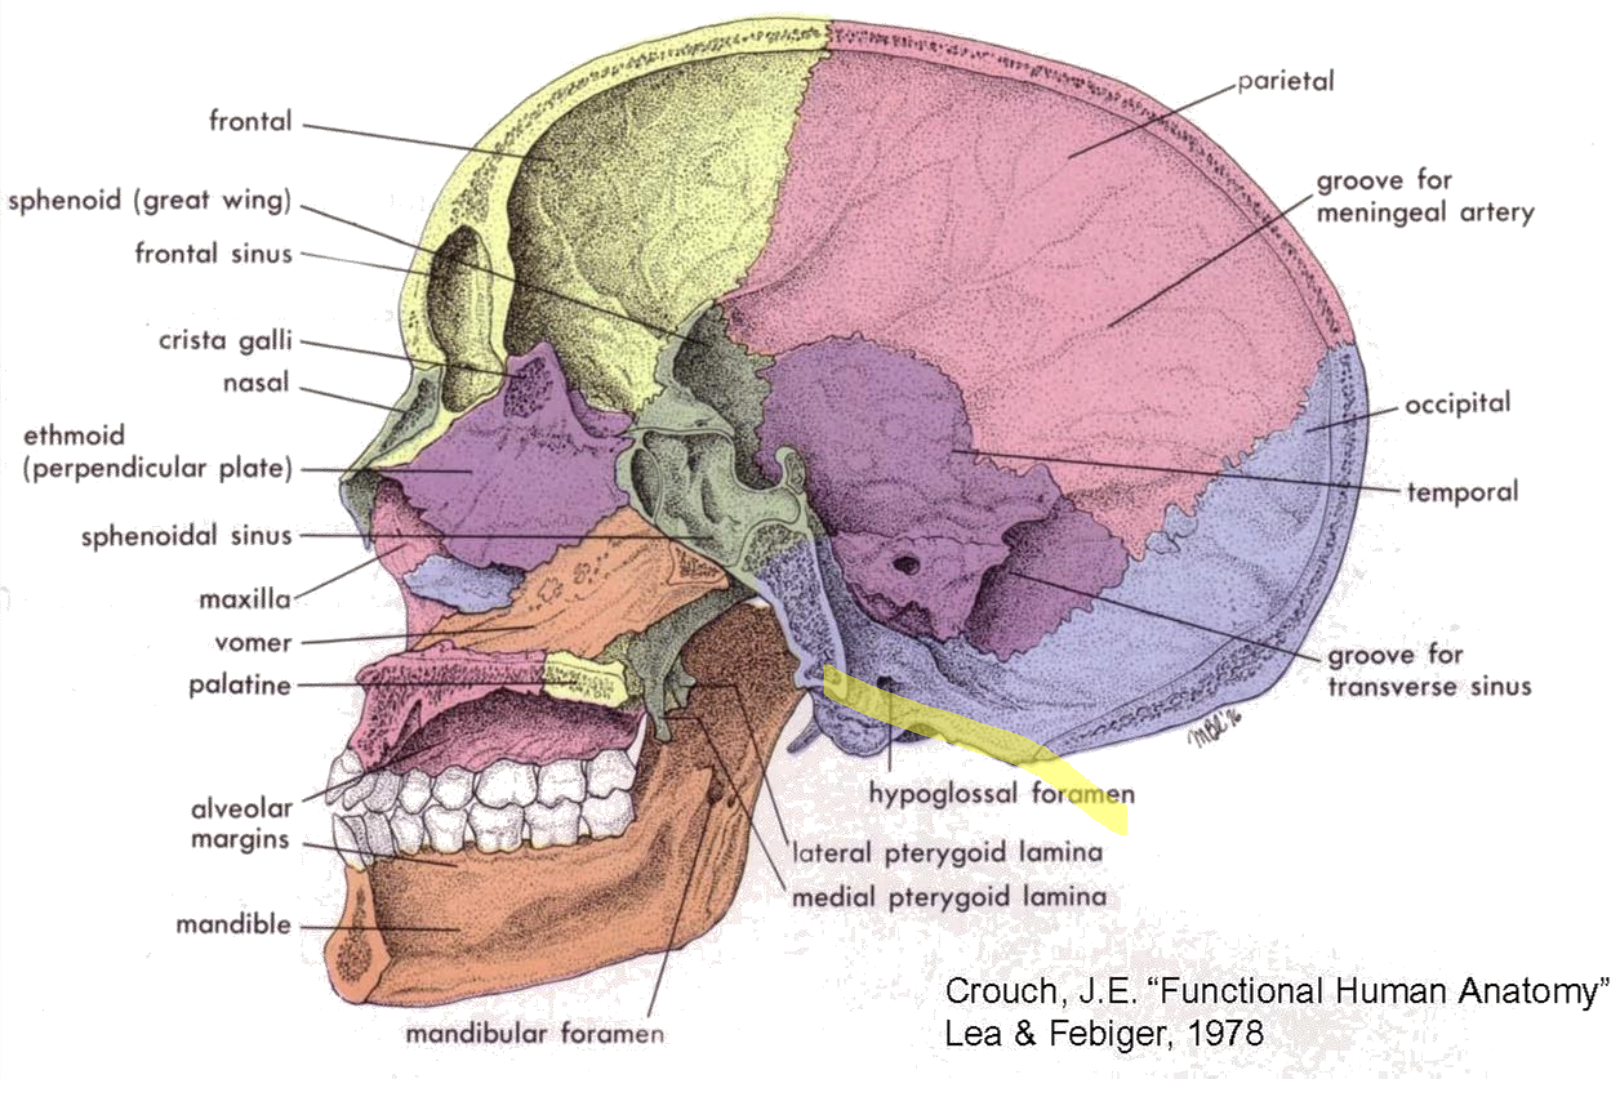 frontal
sphenoid (great wing)
frontal sinus
crista galli
nasal
ethmoid
(perpendicular plate)
sphenoidal sinus
maxilla
vomer
palatine
alveolar
margins
mandible
mandibular foramen
parietal
groove for
meningeal artery
occipital
temporal
groove for
transverse sinus
MBL'76
hypoglossal foramen
lateral pterygoid lamina
medial pterygoid lamina
Crouch, J.E. “Functional Human Anatomy”
Lea & Febiger, 1978